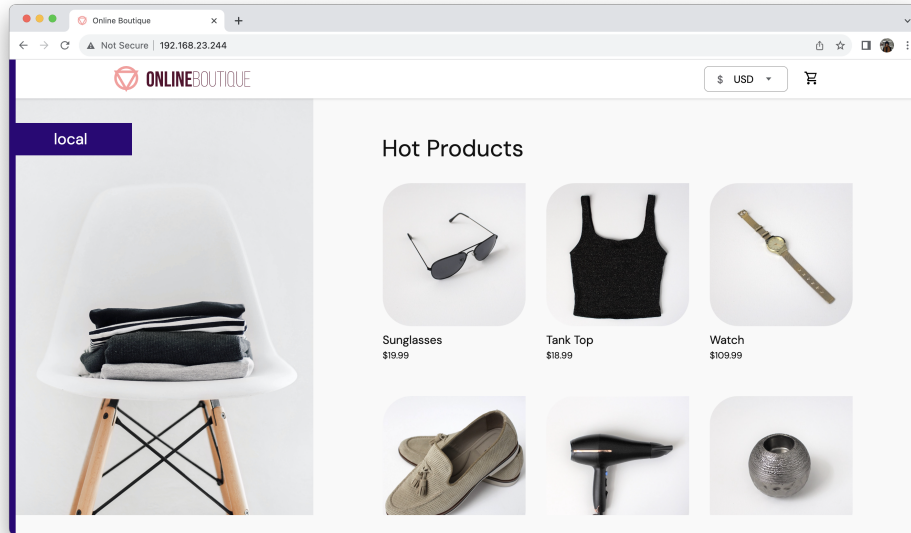 Online Boutique
Not Secure
192.168.23.244
ONLINEBOUTIQUE
$ USD
local
Hot Products
Sunglasses
$19.99
Tank Top
$18.99
Watch
$109.99